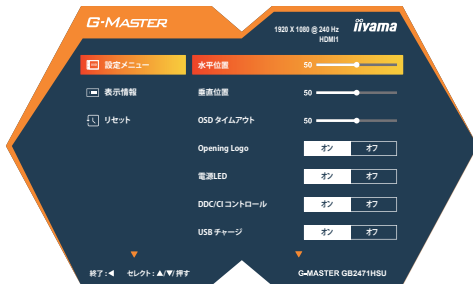 G-MASTER
1920 X 1080 @ 240 Hz
HDMI1
iiyama
設定メニュー
表示情報
リセット
水平位置 50
垂直位置 50
OSD タイムアウト 50
Opening Logo オン オフ
電源LED オン オフ
DDC/CI コントロール オン オフ
USB チャージ オン オフ
終了 : ◀ セレクト : ▲/▼/ 押す
G-MASTER GB2471HSU